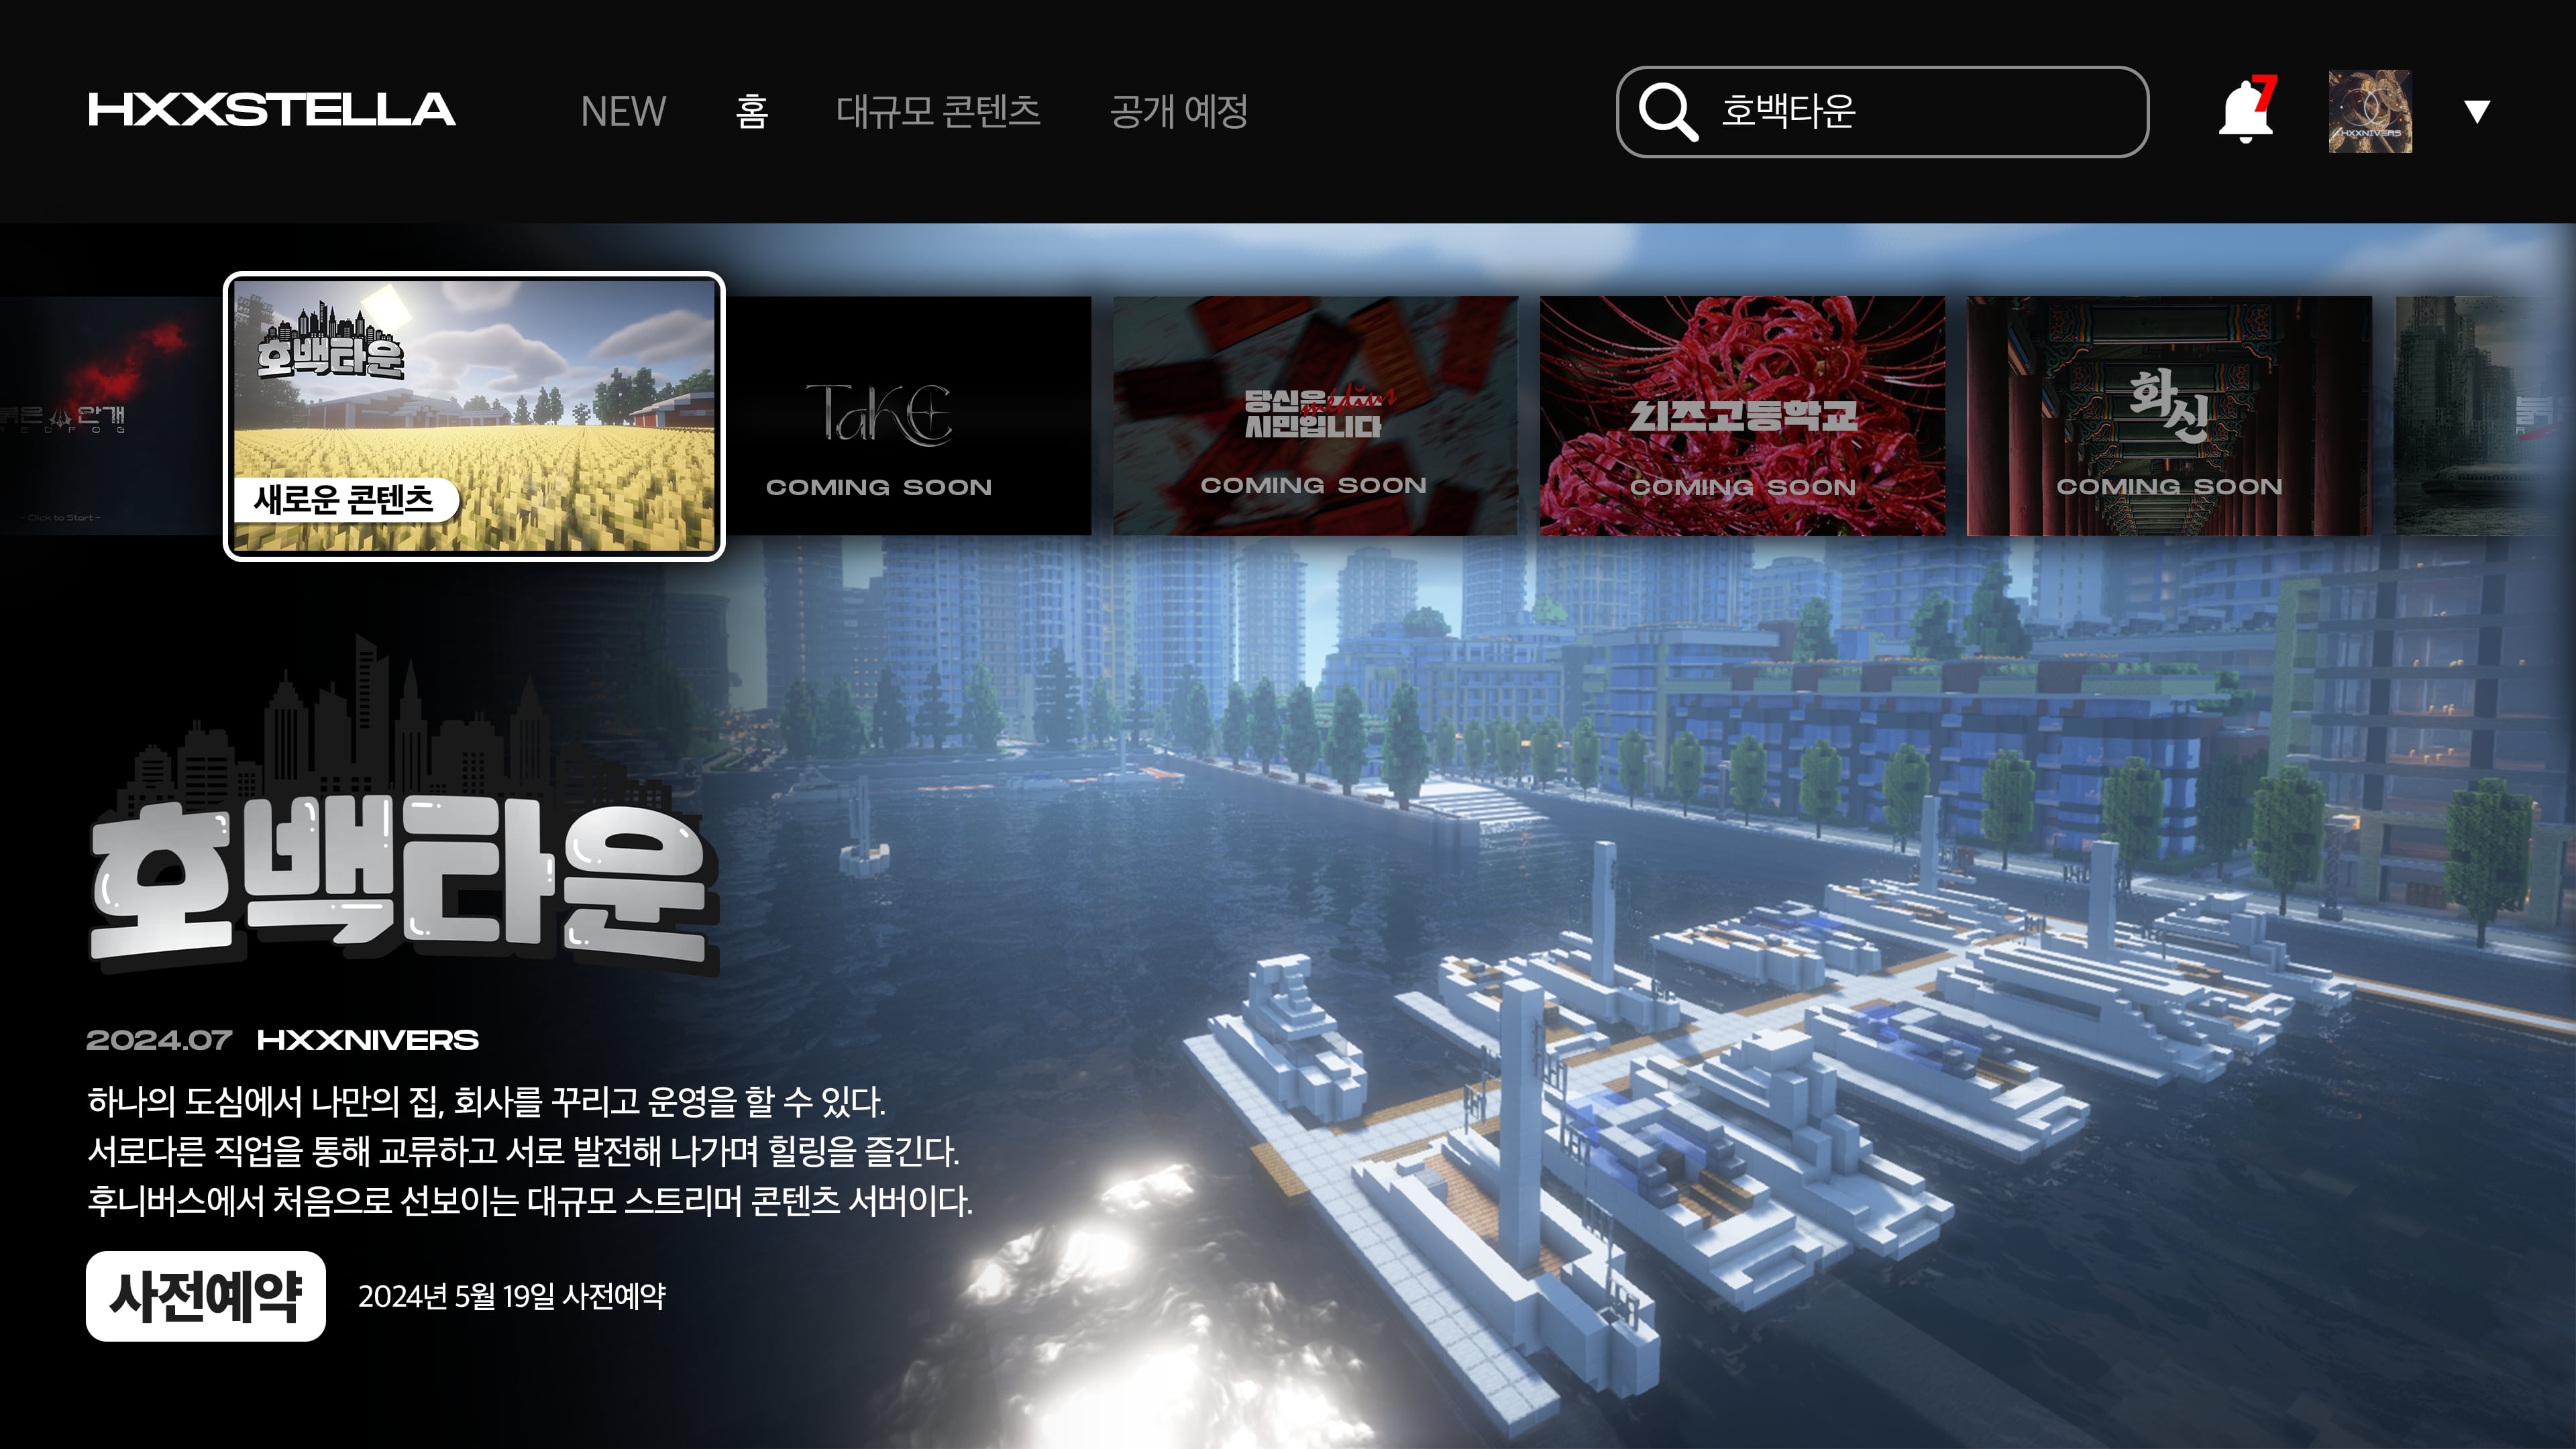 HXXSTELLA
NEW
홈
대규모 콘텐츠
공개 예정
호백타운
7
HXXNIVERS
붉은 안개
REDFOG
- Click to Start -
호백타운
새로운 콘텐츠
TakE
COMING SOON
당신은 medius
시민입니다
COMING SOON
리즈고등학교
COMING SOON
화신
COMING SOON
호백타운
2024.07 HXXNIVERS
하나의 도심에서 나만의 집, 회사를 꾸리고 운영을 할 수 있다.
서로다른 직업을 통해 교류하고 서로 발전해 나가며 힐링을 즐긴다.
후니버스에서 처음으로 선보이는 대규모 스트리머 콘텐츠 서버이다.
사전예약
2024년 5월 19일 사전예약